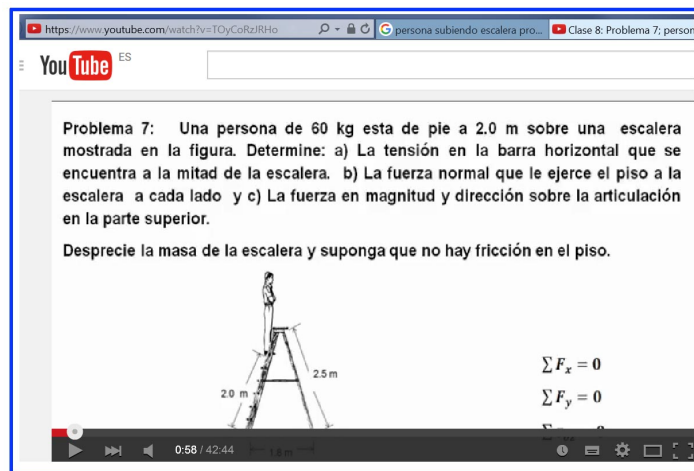 https://www.youtube.com/watch?v=TOyCoRzJRHo
persona subiendo escalera pro...
Clase 8: Problema 7; person
YouTube ES
Problema 7: Una persona de 60 kg esta de pie a 2.0 m sobre una escalera
mostrada en la figura. Determine: a) La tensión en la barra horizontal que se
encuentra a la mitad de la escalera. b) La fuerza normal que le ejerce el piso a la
escalera a cada lado y c) La fuerza en magnitud y dirección sobre la articulación
en la parte superior.
Desprecie la masa de la escalera y suponga que no hay fricción en el piso.
2.5 m
2.0 m
∑ Fx = 0
∑ Fy = 0
0:58 / 42:44
1.8 m